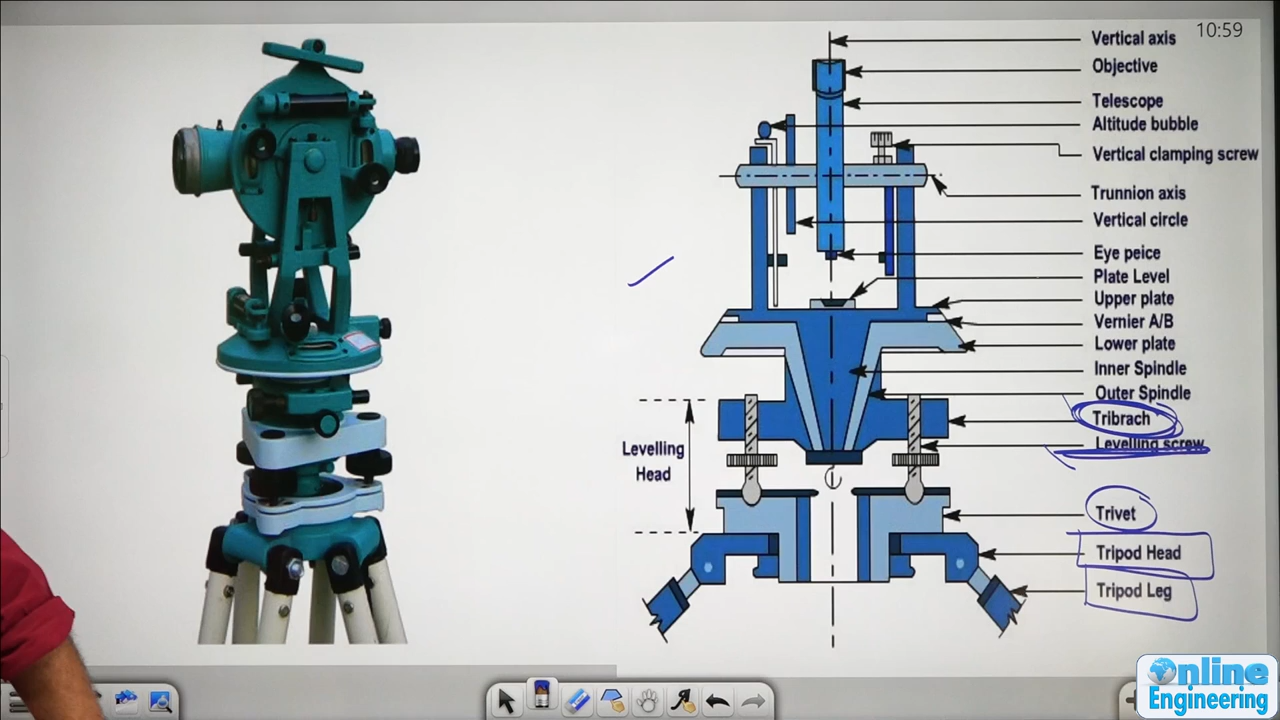 10:59
Vertical axis
Objective
Telescope
Altitude bubble
Vertical clamping screw
Trunnion axis
Vertical circle
Eye peice
Plate Level
Upper plate
Vernier A/B
Lower plate
Inner Spindle
Outer Spindle
Tribrach
Levelling screw
Levelling
Head
Trivet
Tripod Head
Tripod Leg
Online
Engineering